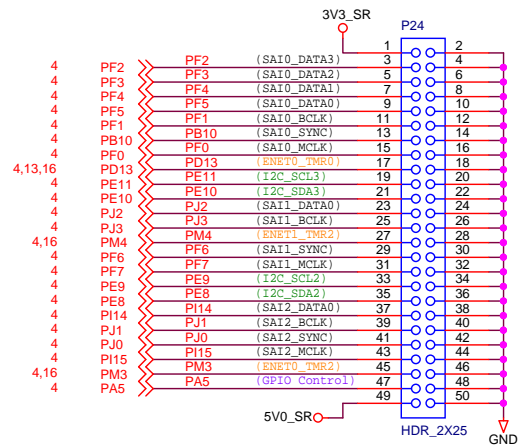 3V3_SR
P24
1 2
4 PF2 PF2 (SAI0_DATA3) 3 4
4 PF3 PF3 (SAI0_DATA2) 5 6
4 PF4 PF4 (SAI0_DATA1) 7 8
4 PF5 PF5 (SAI0_DATA0) 9 10
4 PF1 PF1 (SAI0_BCLK) 11 12
4 PB10 PB10 (SAI0_SYNC) 13 14
4 PF0 PF0 (SAI0_MCLK) 15 16
4,13,16 PD13 PD13 (ENET0_TMR0) 17 18
4 PE11 PE11 (I2C_SCL3) 19 20
4 PE10 PE10 (I2C_SDA3) 21 22
4 PJ2 PJ2 (SAI1_DATA0) 23 24
4 PJ3 PJ3 (SAI1_BCLK) 25 26
4,16 PM4 PM4 (ENET1_TMR2) 27 28
4 PF6 PF6 (SAI1_SYNC) 29 30
4 PF7 PF7 (SAI1_MCLK) 31 32
4 PE9 PE9 (I2C_SCL2) 33 34
4 PE8 PE8 (I2C_SDA2) 35 36
4 PI14 PI14 (SAI2_DATA0) 37 38
4 PJ1 PJ1 (SAI2_BCLK) 39 40
4 PJ0 PJ0 (SAI2_SYNC) 41 42
4 PI15 PI15 (SAI2_MCLK) 43 44
4,16 PM3 PM3 (ENET0_TMR2) 45 46
4 PA5 PA5 (GPIO Control) 47 48
49 50
5V0_SR
HDR_2X25
GND